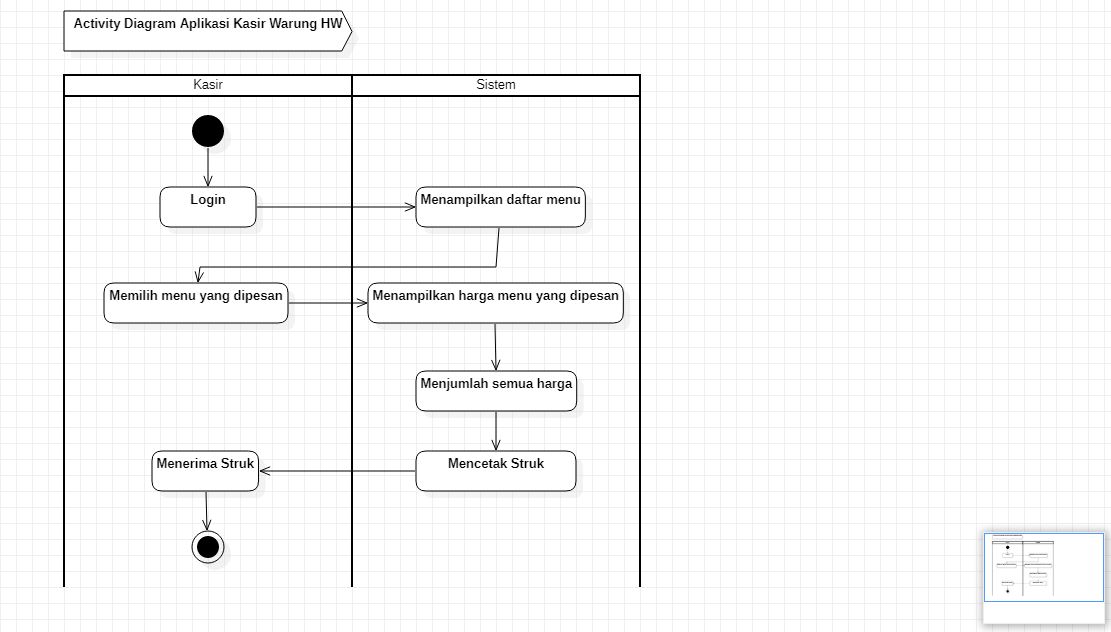 Activity Diagram Aplikasi Kasir Warung HW
Kasir
Sistem
Login
Menampilkan daftar menu
Memilih menu yang dipesan
Menampilkan harga menu yang dipesan
Menjumlah semua harga
Menerima Struk
Mencetak Struk